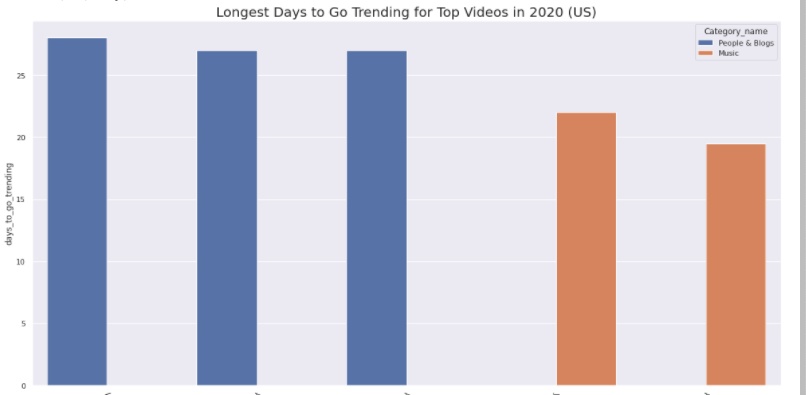 Longest Days to Go Trending for Top Videos in 2020 (US)
Category_name
People & Blogs
Music
days_to_go_trending
25
20
15
10
5
0